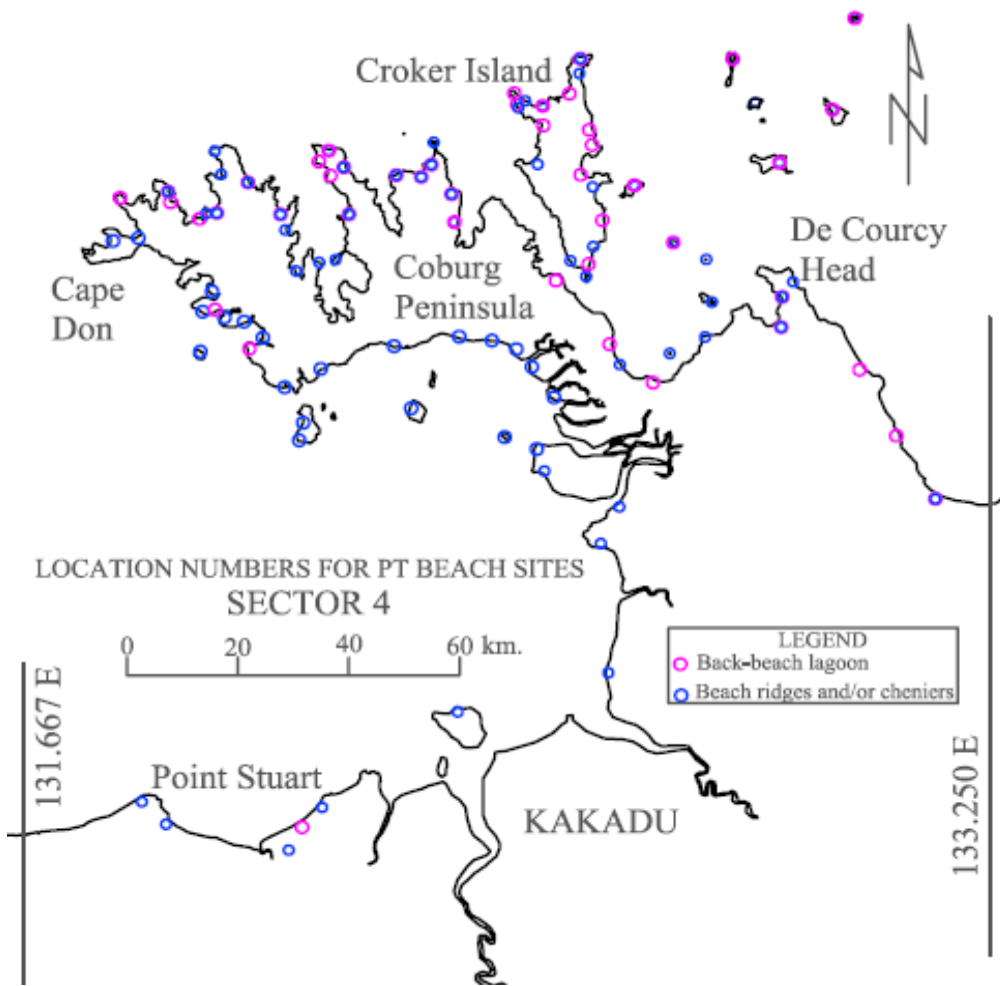 Croker Island
N
De Courcy
Head
Coburg
Peninsula
Cape
Don
LOCATION NUMBERS FOR PT BEACH SITES
SECTOR 4
0 20 40 60 km.
LEGEND
Back-beach lagoon
Beach ridges and/or cheniers
131.667 E
133.250 E
Point Stuart
KAKADU